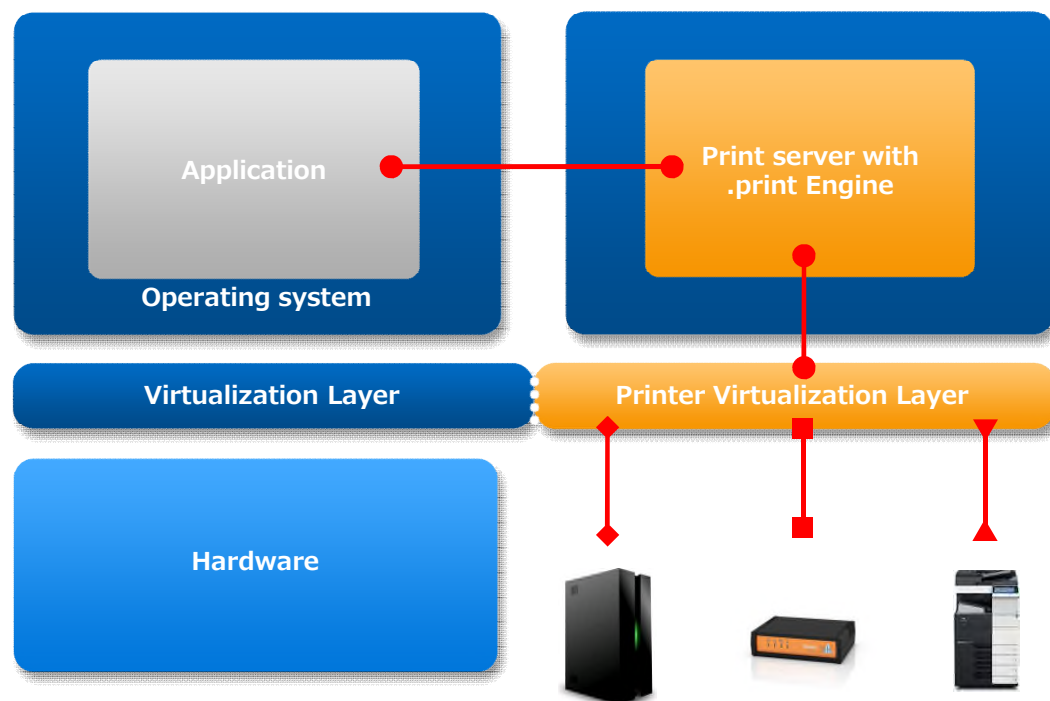 Application
Print server with
.print Engine
Operating system
Virtualization Layer
Printer Virtualization Layer
Hardware